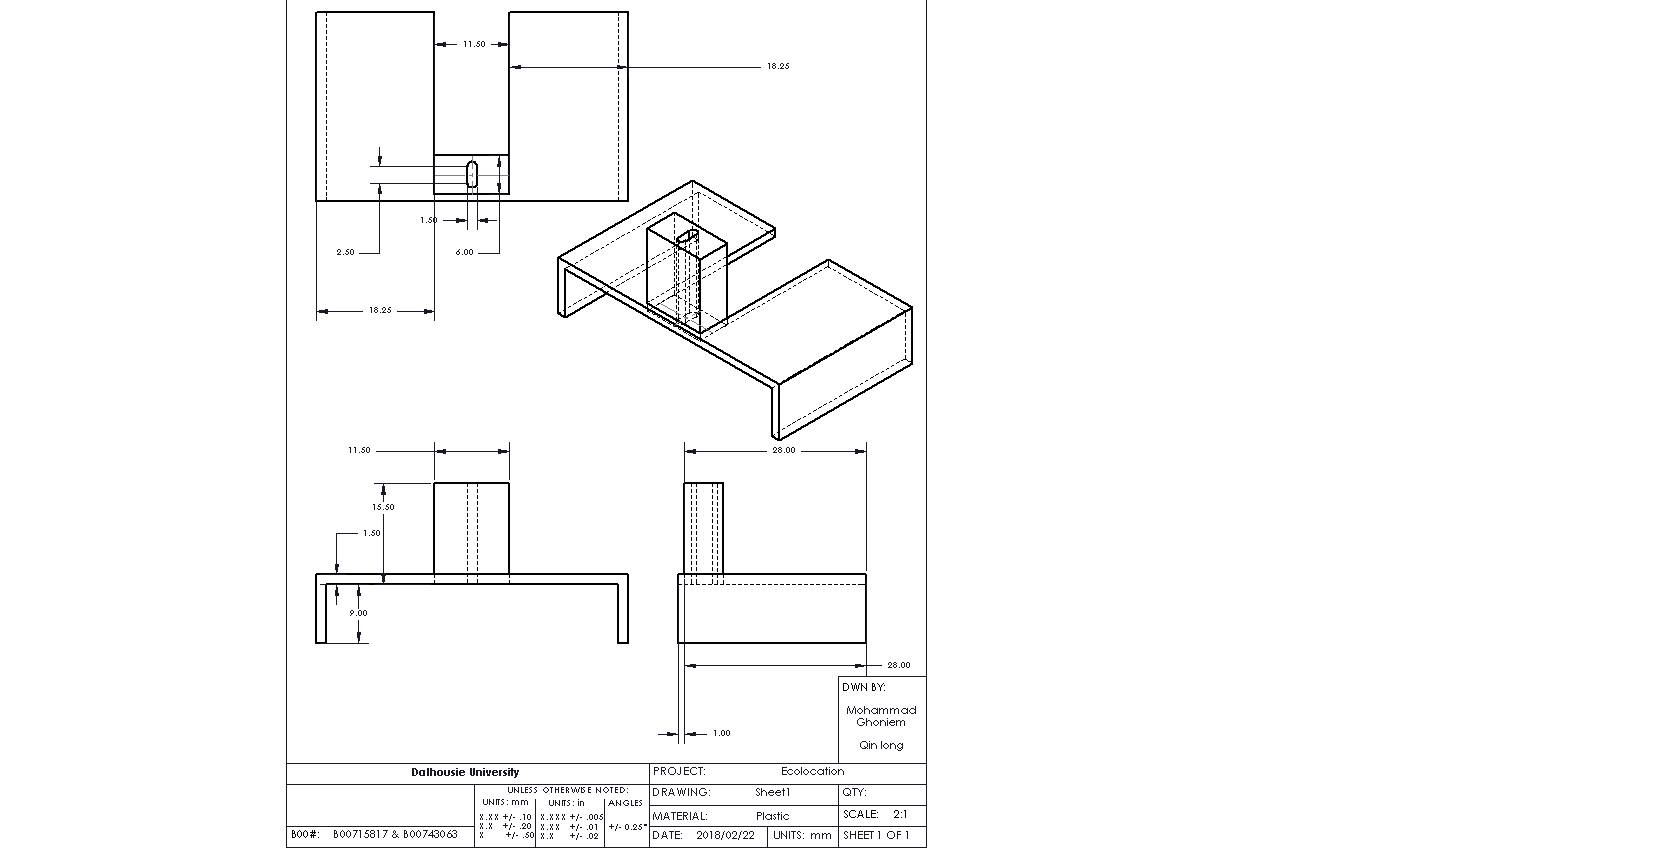 11.50
18.25
1.50
2.50
6.00
18.25
11.50
28.00
15.50
1.50
9.00
28.00
1.00
DWN BY:
Mohammad
Ghoniem
Qin long
Dalhousie University
PROJECT: Ecolocation
UNLESS OTHERWISE NOTED:
UNITS: mm UNITS: in ANGLES
X.XX +/- .10 X.XXX +/- .005
X.X +/- .20 X.XX +/- .01 +/- 0.25°
X +/- .50 X.X +/- .02
DRAWING: Sheet1 QTY:
MATERIAL: Plastic SCALE: 2:1
B00#: B00715817 & B00743063
DATE: 2018/02/22 UNITS: mm SHEET 1 OF 1